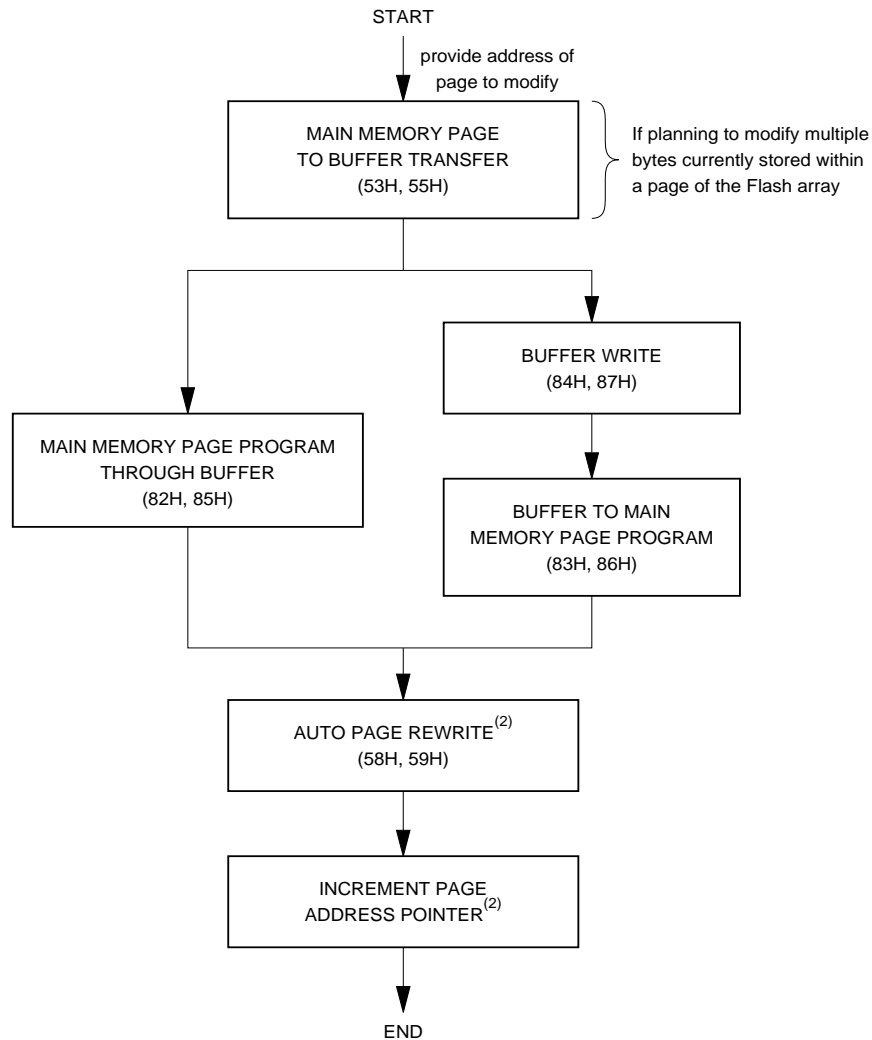 START
provide address of
page to modify
MAIN MEMORY PAGE
TO BUFFER TRANSFER
(53H, 55H)
If planning to modify multiple
bytes currently stored within
a page of the Flash array
BUFFER WRITE
(84H, 87H)
MAIN MEMORY PAGE PROGRAM
THROUGH BUFFER
(82H, 85H)
BUFFER TO MAIN
MEMORY PAGE PROGRAM
(83H, 86H)
AUTO PAGE REWRITE(2)
(58H, 59H)
INCREMENT PAGE
ADDRESS POINTER(2)
END